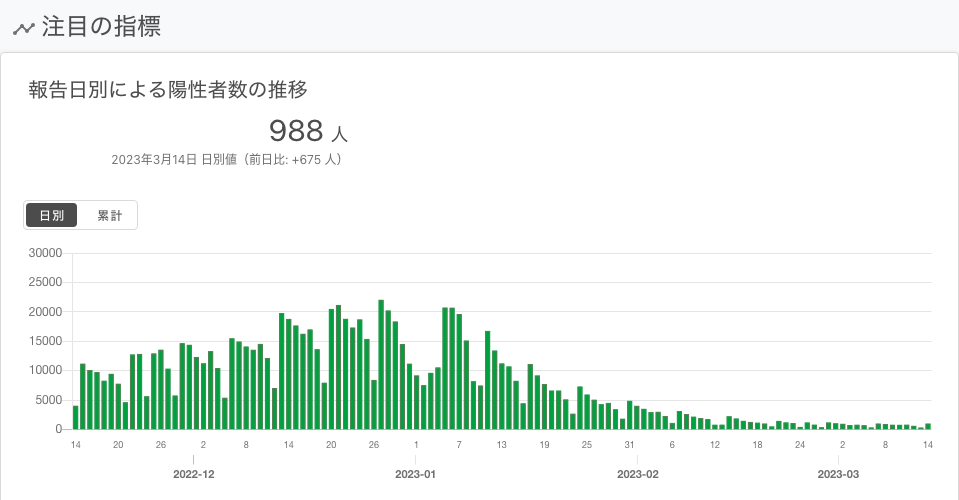 注目の指標
報告日別による陽性者数の推移
988 人
2023年3月14日 日別値（前日比: +675 人）
日別 累計
30000
25000
20000
15000
10000
5000
0
14 20 26 2 8 14 20 26 1 7 13 19 25 31 6 12 18 24 2 8 14
2022-12 2023-01 2023-02 2023-03